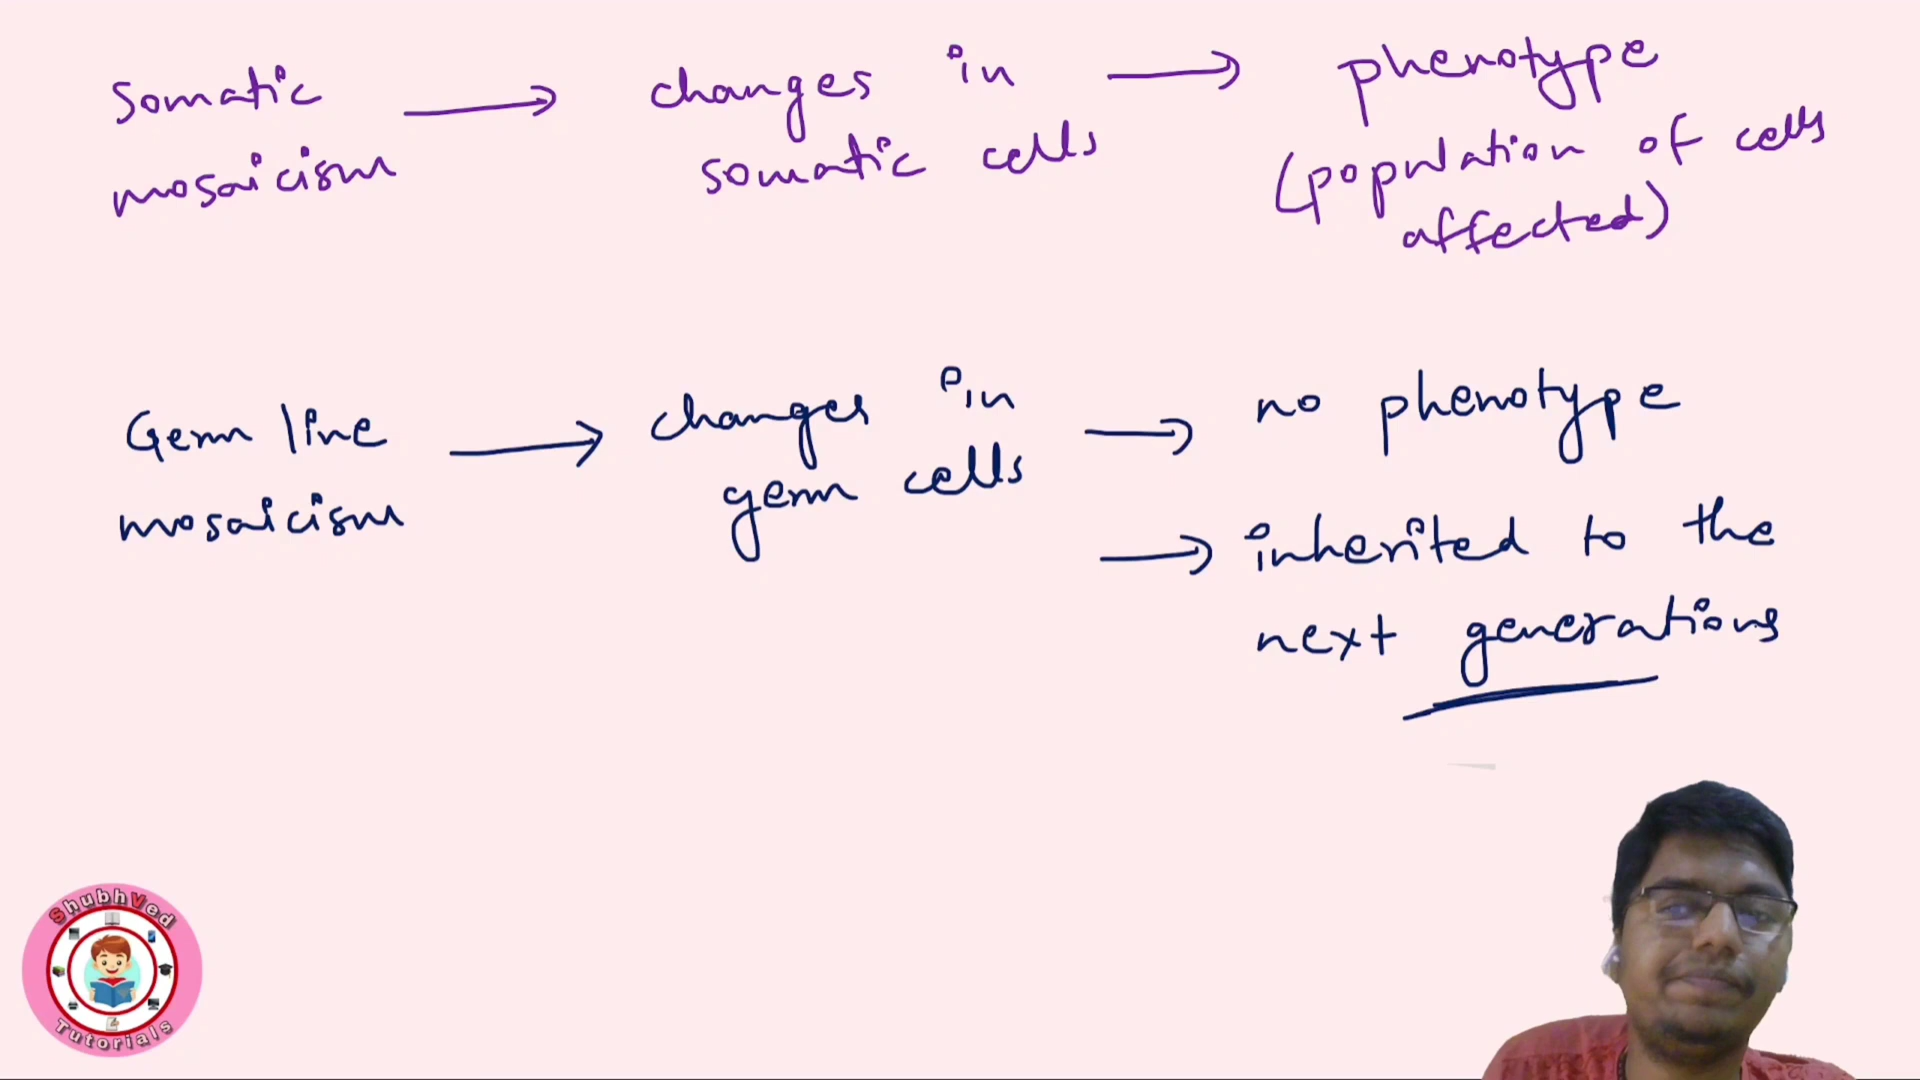 Somatic mosaicism → changes in somatic cells → phenotype (population of cells affected)
Germ line mosaicism → changes in germ cells → no phenotype
→ inherited to the next generations
ShubhVed
Tutorials